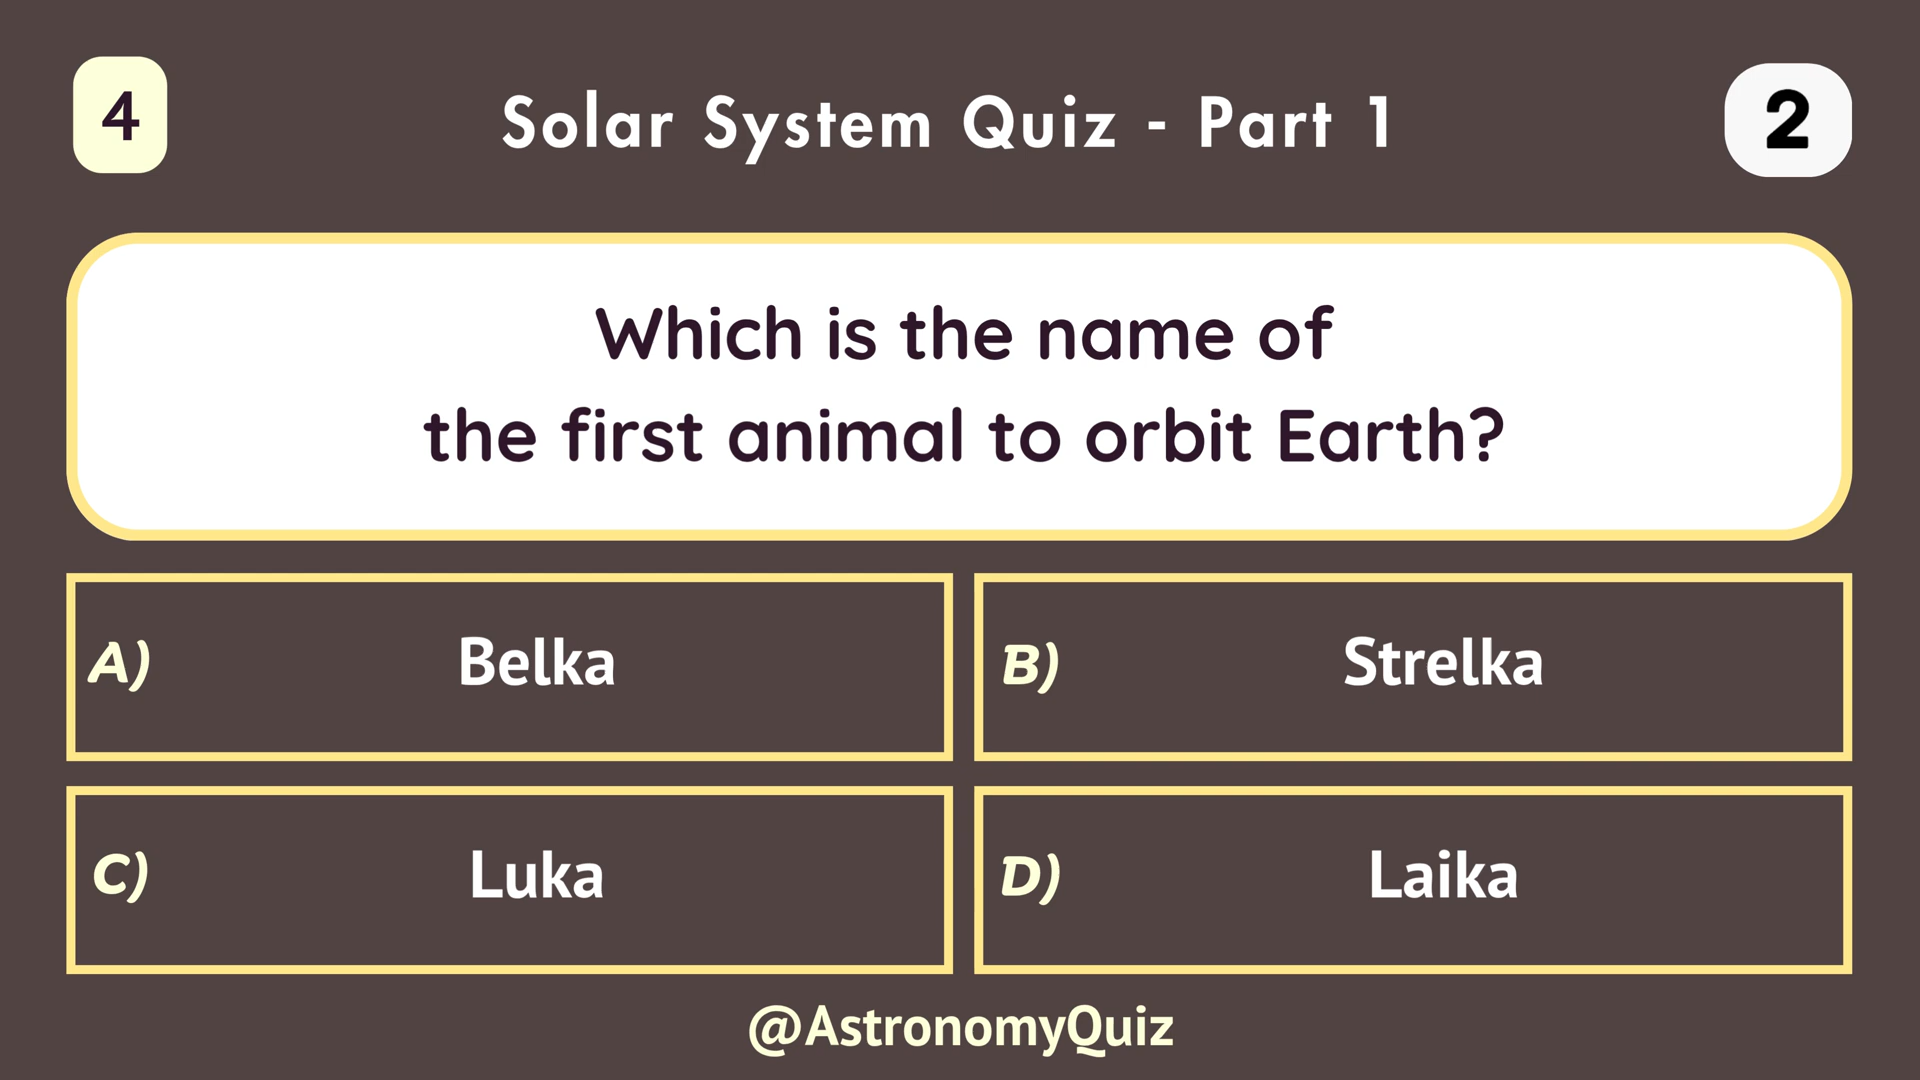 4
Solar System Quiz - Part 1
2
Which is the name of
the first animal to orbit Earth?
A) Belka
B) Strelka
C) Luka
D) Laika
@AstronomyQuiz